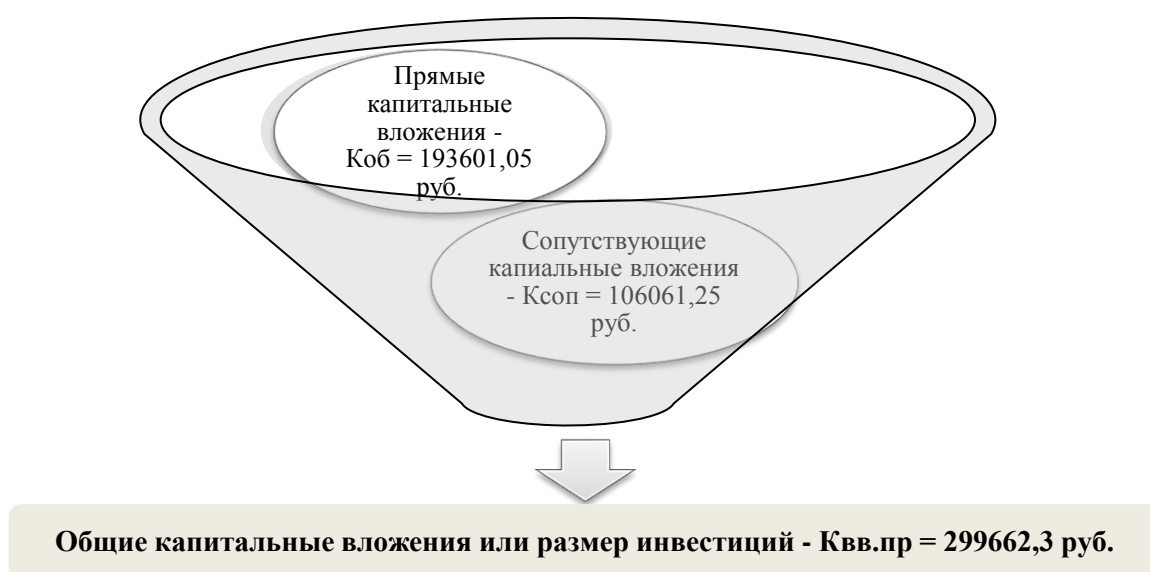 Прямые
капитальные
вложения -
Коб = 193601,05
руб.
Сопутствующие
капиальные вложения
- Ксоп = 106061,25
руб.
Общие капитальные вложения или размер инвестиций - Квв.пр = 299662,3 руб.